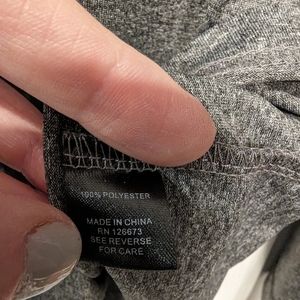 100% POLYESTER
MADE IN CHINA
RN 126673
SEE REVERSE
FOR CARE